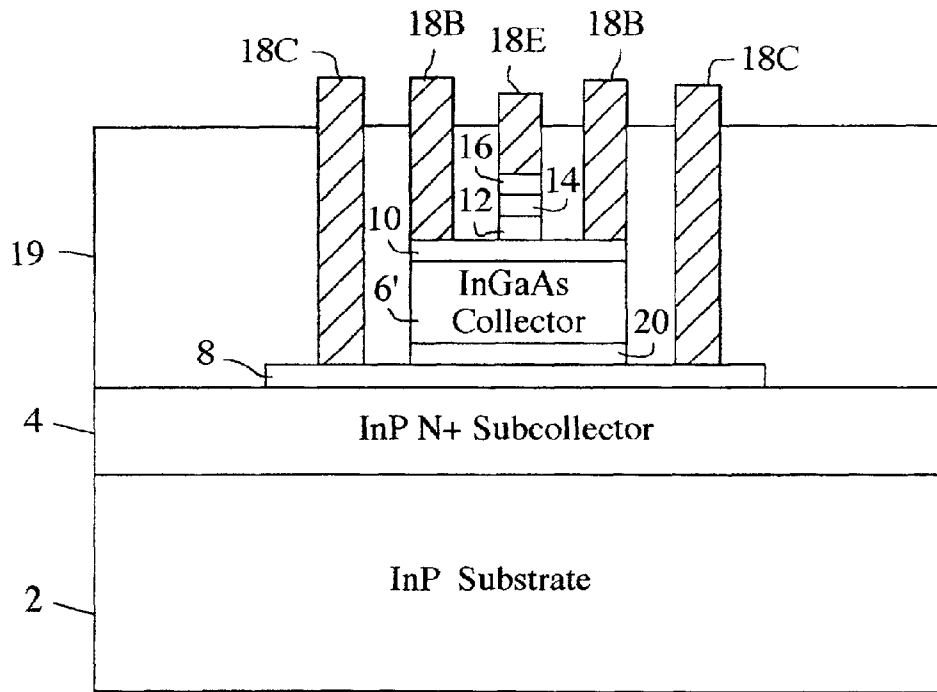 18B
18B
18C
18E
18C
16
14
12
10
19
InGaAs
6'
Collector
20
8
4
InP N+ Subcollector
InP Substrate
2